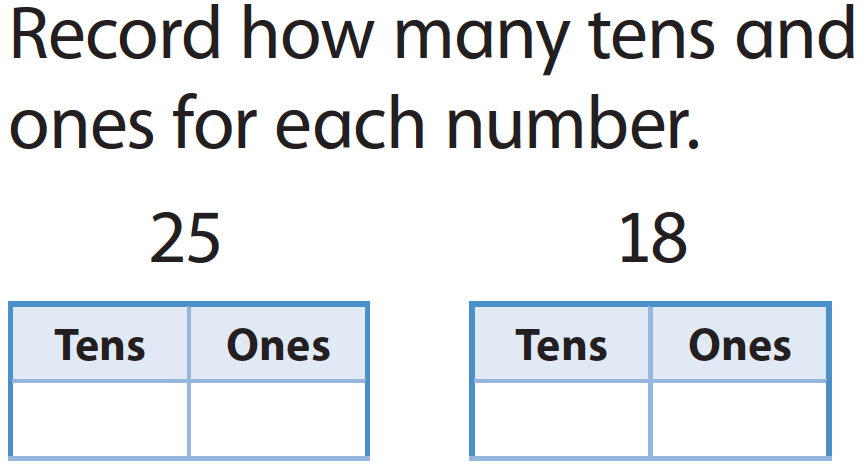 Record how many tens and
ones for each number.
25 18
Tens Ones Tens Ones